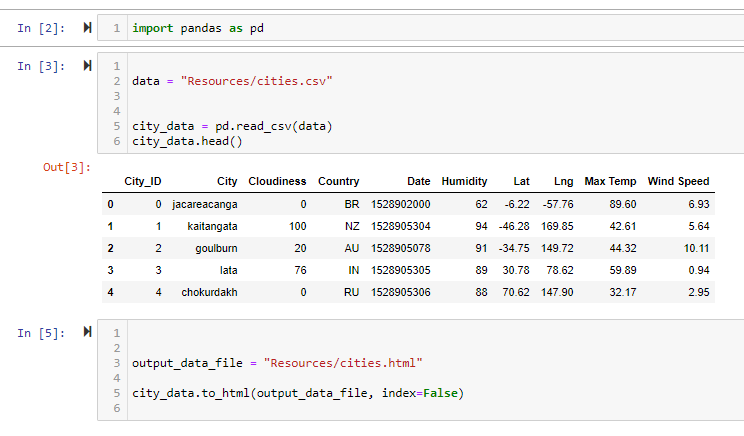 In [2]: 1 import pandas as pd
In [3]: 1
2 data = "Resources/cities.csv"
3
4
5 city_data = pd.read_csv(data)
6 city_data.head()
Out[3]:
City_ID City Cloudiness Country Date Humidity Lat Lng Max Temp Wind Speed
0 0 jacareacanga 0 BR 1528902000 62 -6.22 -57.76 89.60 6.93
1 1 kaitangata 100 NZ 1528905304 94 -46.28 169.85 42.61 5.64
2 2 goulburn 20 AU 1528905078 91 -34.75 149.72 44.32 10.11
3 3 lata 76 IN 1528905305 89 30.78 78.62 59.89 0.94
4 4 chokurdakh 0 RU 1528905306 88 70.62 147.90 32.17 2.95
In [5]: 1
2
3 output_data_file = "Resources/cities.html"
4
5 city_data.to_html(output_data_file, index=False)
6